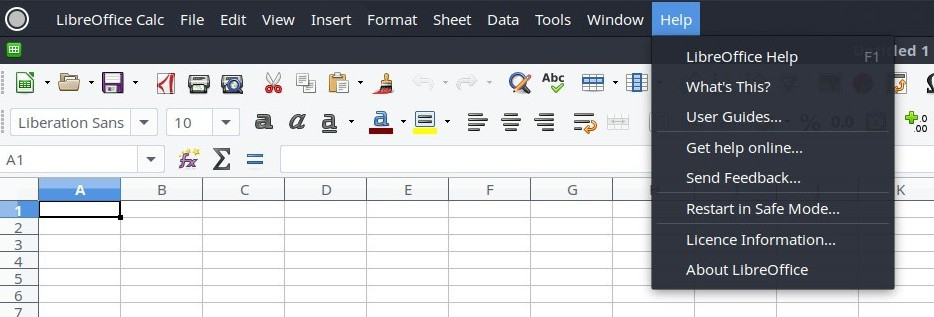 LibreOffice Calc File Edit View Insert Format Sheet Data Tools Window Help
LibreOffice Help F1
What's This?
User Guides...
Get help online...
Send Feedback...
Restart in Safe Mode...
Licence Information...
About LibreOffice
Abc
Liberation Sans 10 a a a a
A1
A B C D E F G K
1
2
3
4
5
6
7